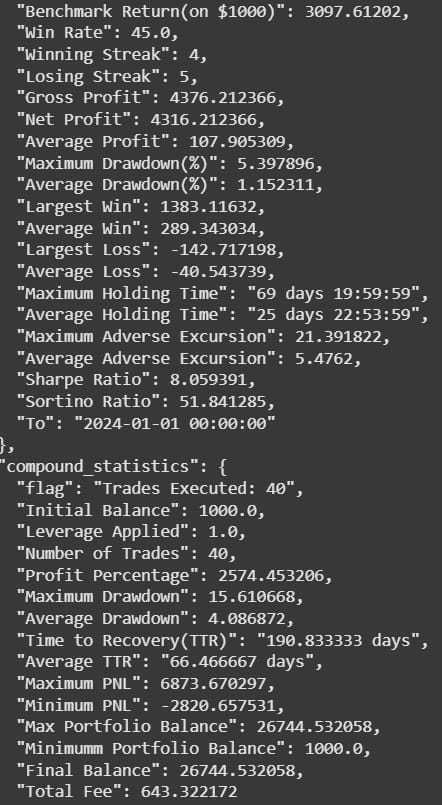 "Benchmark Return(on $1000)": 3097.61202,
"Win Rate": 45.0,
"Winning Streak": 4,
"Losing Streak": 5,
"Gross Profit": 4376.212366,
"Net Profit": 4316.212366,
"Average Profit": 107.905309,
"Maximum Drawdown(%)": 5.397896,
"Average Drawdown(%)": 1.152311,
"Largest Win": 1383.11632,
"Average Win": 289.343034,
"Largest Loss": -142.717198,
"Average Loss": -40.543739,
"Maximum Holding Time": "69 days 19:59:59",
"Average Holding Time": "25 days 22:53:59",
"Maximum Adverse Excursion": 21.391822,
"Average Adverse Excursion": 5.4762,
"Sharpe Ratio": 8.059391,
"Sortino Ratio": 51.841285,
"To": "2024-01-01 00:00:00"
},
"compound_statistics": {
"flag": "Trades Executed: 40",
"Initial Balance": 1000.0,
"Leverage Applied": 1.0,
"Number of Trades": 40,
"Profit Percentage": 2574.453206,
"Maximum Drawdown": 15.610668,
"Average Drawdown": 4.086872,
"Time to Recovery(TTR)": "190.833333 days",
"Average TTR": "66.466667 days",
"Maximum PNL": 6873.670297,
"Minimum PNL": -2820.657531,
"Max Portfolio Balance": 26744.532058,
"Minimumm Portfolio Balance": 1000.0,
"Final Balance": 26744.532058,
"Total Fee": 643.322172